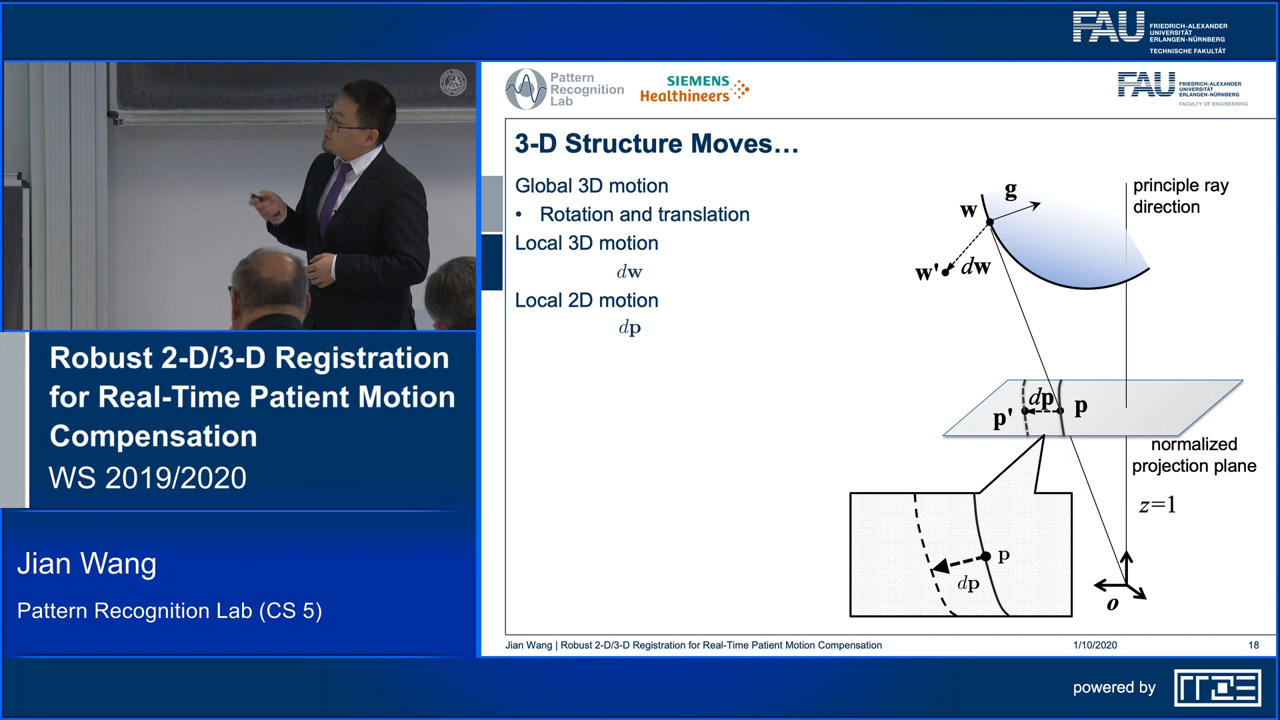 FAU
FRIEDRICH-ALEXANDER
UNIVERSITÄT
ERLANGEN-NÜRNBERG
TECHNISCHE FAKULTÄT
Pattern
Recognition
Lab
SIEMENS
Healthineers
FAU
FRIEDRICH-ALEXANDER
UNIVERSITÄT
ERLANGEN-NÜRNBERG
FACULTY OF ENGINEERING
3-D Structure Moves…
Global 3D motion
• Rotation and translation
Local 3D motion
dw
Local 2D motion
dp
principle ray
direction
w
g
w'
dw
dp
p'
p
normalized
projection plane
z=1
p
dp
o
Jian Wang | Robust 2-D/3-D Registration for Real-Time Patient Motion Compensation
1/10/2020
18
Robust 2-D/3-D Registration
for Real-Time Patient Motion
Compensation
WS 2019/2020
Jian Wang
Pattern Recognition Lab (CS 5)
powered by